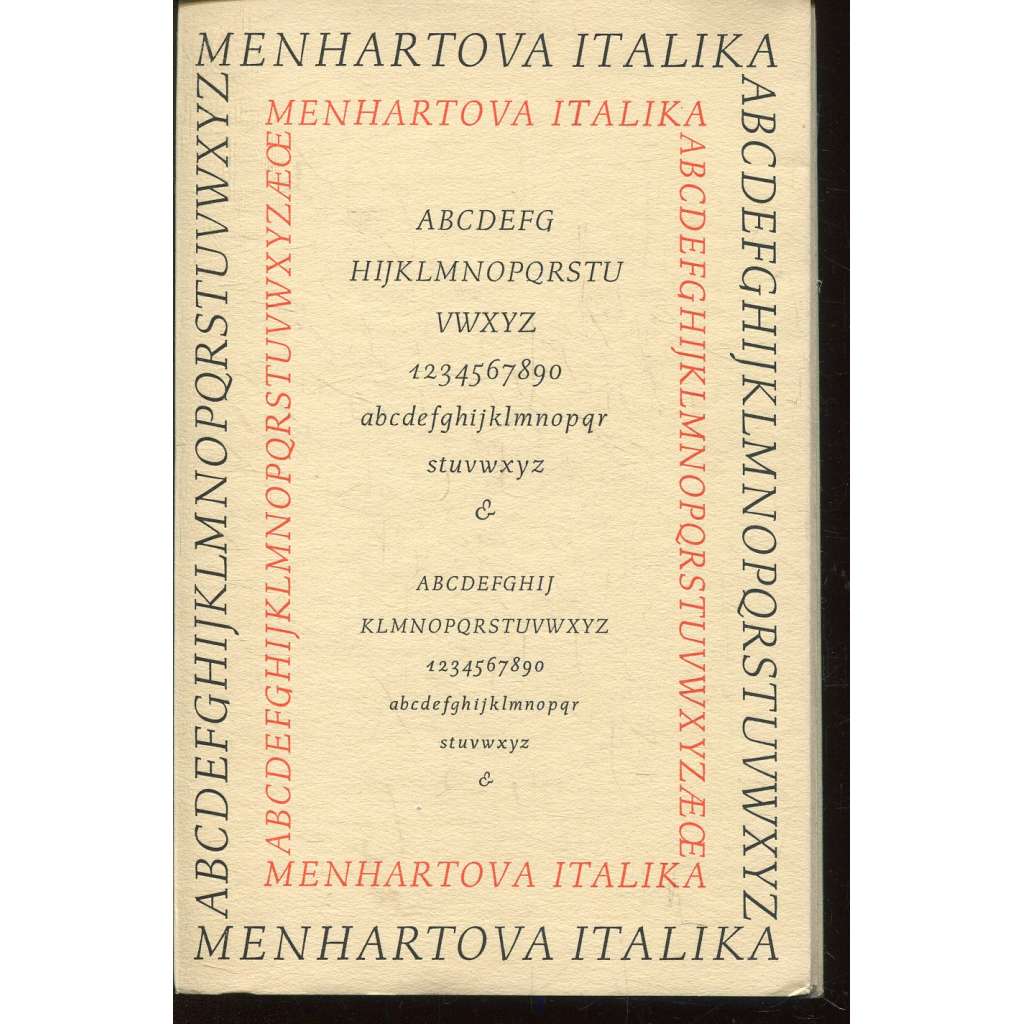 MENHARTOVA ITALIKA
ABCDEFGHIJKLMNOPQRSTUVWXYZ
ABCDEFGHIJKLMNOPQRSTUVWXYZ
MENHARTOVA ITALIKA
ABCDEFGHIJKLMNOPQRSTUVWXYZÆŒ
ABCDEFGHIJKLMNOPQRSTUVWXYZÆŒ
ABCDEFG
HIJKLMNOPQRSTU
VWXYZ
1234567890
abcdefghijklmnopqr
stuvwxyz
&
ABCDEFGHIJ
KLMNOPQRSTUVWXYZ
1234567890
abcdefghijklmnopqr
stuvwxyz
&
MENHARTOVA ITALIKA
MENHARTOVA ITALIKA